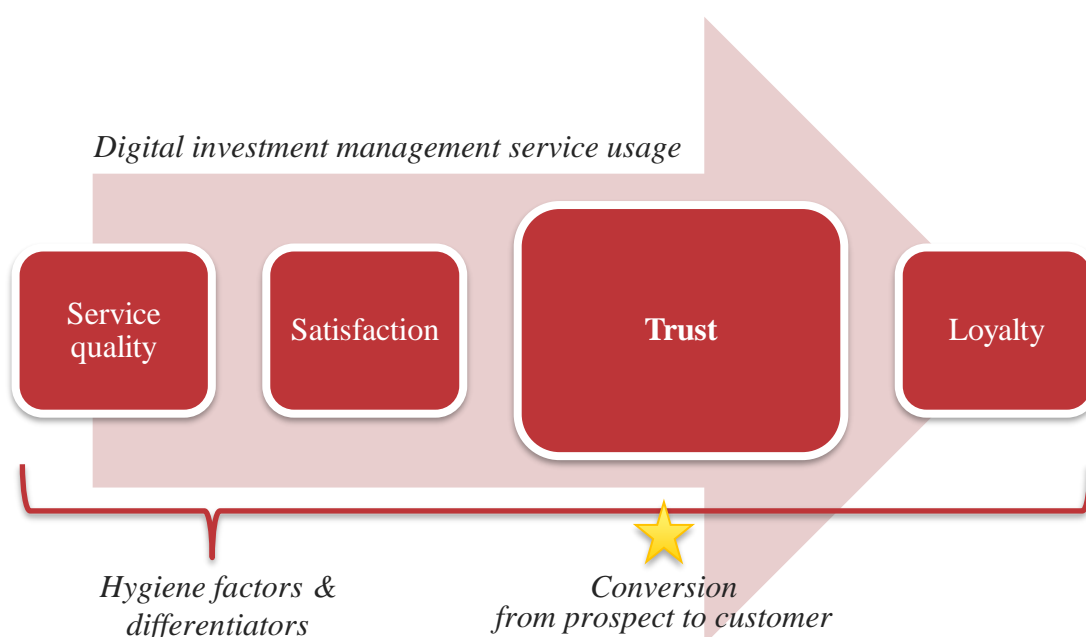 Digital investment management service usage
Service
quality
Satisfaction
Trust
Loyalty
Hygiene factors &
differentiators
Conversion
from prospect to customer